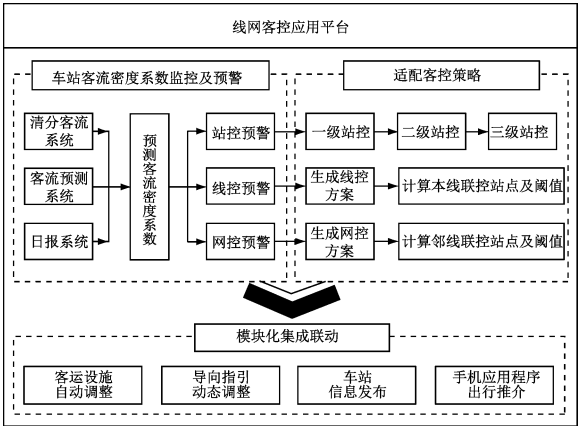 线网客控应用平台
车站客流密度系数监控及预警
适配客控策略
清分客流
系统
客流预测
系统
日报系统
预测客流密度系数
站控预警
线控预警
网控预警
一级站控
二级站控
三级站控
生成线控
方案
计算本线联控站点及阈值
生成网控
方案
计算邻线联控站点及阈值
模块化集成联动
客运设施
自动调整
导向指引
动态调整
车站
信息发布
手机应用程序
出行推介